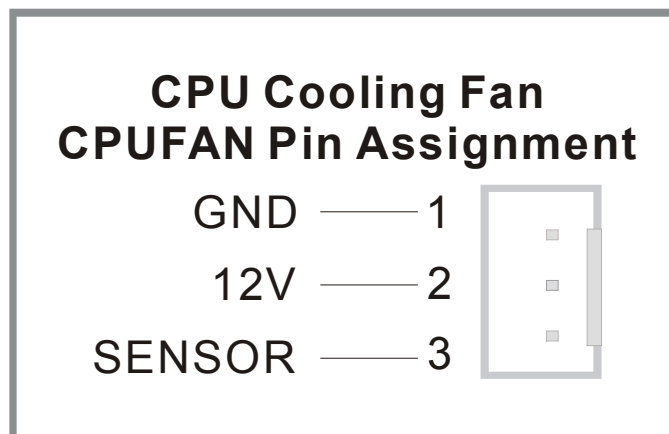 CPU Cooling Fan
CPUFAN Pin Assignment
GND 1
12V 2
SENSOR 3